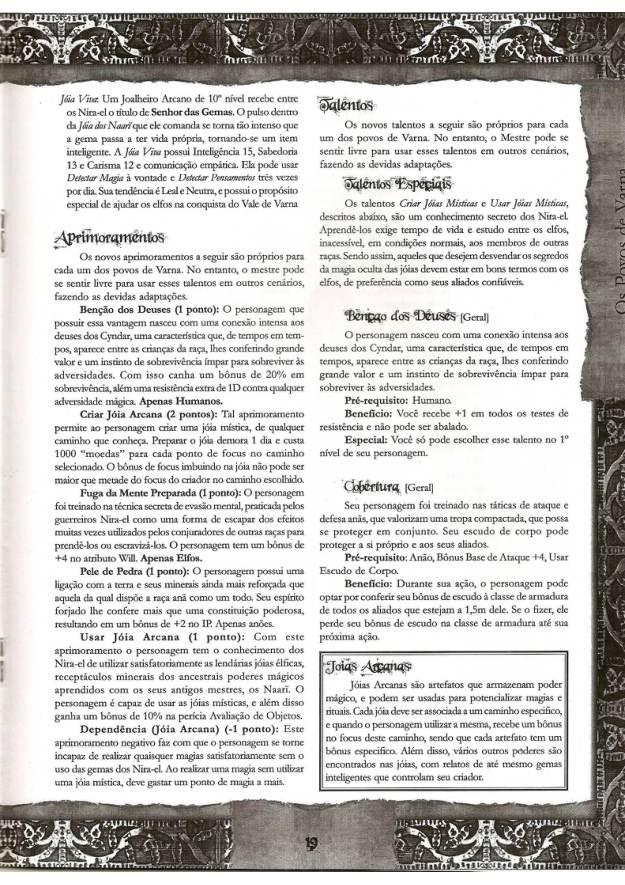 Jóia Viva: Um Joalheiro Arcano de 10º nível recebe entre
os Nira-el o título de Senhor das Gemas. O pulso dentro
da Jóia dos Naarï que ele comanda se torna tão intenso que
a gema passa a ter vida própria, tornando-se um item
inteligente. A Jóia Viva possui Inteligência 15, Sabedoria
13 e Carisma 12 e comunicação empática. Ela pode usar
Detectar Magia à vontade e Detectar Pensamentos três vezes
por dia. Sua tendência é Leal e Neutra, e possui o propósito
especial de ajudar os elfos na conquista do Vale de Varna
Aprimoramentos
Os novos aprimoramentos a seguir são próprios para
cada um dos povos de Varna. No entanto, o mestre pode
se sentir livre para usar esses talentos em outros cenários,
fazendo as devidas adaptações.
Benção dos Deuses (1 ponto): O personagem que
possuir essa vantagem nasceu com uma conexão intensa aos
deuses dos Cyndar, uma característica que, de tempos em tem-
pos, aparece entre as crianças da raça, lhes conferindo grande
valor e um instinto de sobrevivência ímpar para sobreviver às
adversidades. Com isso ganha um bônus de 20% em
sobrevivência, além uma resistência extra de 1D contra qualquer
adversidade mágica. Apenas Humanos.
Criar Jóia Arcana (2 pontos): Tal aprimoramento
permite ao personagem criar uma jóia mística, de qualquer
caminho que conheça. Preparar o jóia demora 1 dia e custa
1000 “moedas” para cada ponto de focus no caminho
selecionado. O bônus de focus imbuindo na jóia não pode ser
maior que metade do focus do criador no caminho escolhido.
Fuga da Mente Preparada (1 ponto): O personagem
foi treinado na técnica secreta de evasão mental, praticada pelos
guerreiros Nira-el como uma forma de escapar dos efeitos
muitas vezes utilizados pelos conjuradores de outras raças para
prendê-los ou escravizá-los. O personagem tem um bônus de
+4 no atributo Will. Apenas Elfos.
Pele de Pedra (1 ponto): O personagem possui uma
ligação com a terra e seus minerais ainda mais reforçada que
aquela da qual dispõe a raça anã como um todo. Seu espírito
forjado lhe confere mais que uma constituição poderosa,
resultando em um bônus de +2 no IP. Apenas anões.
Usar Jóia Arcana (1 ponto): Com este
aprimoramento o personagem tem o conhecimento dos
Nira-el de utilizar satisfatoriamente as lendárias jóias élficas,
receptáculos minerais dos ancestrais poderes mágicos
aprendidos com os seus antigos mestres, os Naarï. O
personagem é capaz de usar as jóias místicas, e além disso
ganha um bônus de 10% na perícia Avaliação de Objetos.
Dependência (Jóia Arcana) (-1 ponto): Este
aprimoramento negativo faz com que o personagem se torne
incapaz de realizar quaisquer magias satisfatoriamente sem o
uso das gemas dos Nira-el. Ao realizar uma magia sem utilizar
uma jóia mística, deve gastar um ponto de magia a mais.
Talentos
Os novos talentos a seguir são próprios para cada
um dos povos de Varna. No entanto, o Mestre pode se
sentir livre para usar esses talentos em outros cenários,
fazendo as devidas adaptações.
Talentos Especiais
Os talentos Criar Jóias Místicas e Usar Jóias Místicas,
descritos abaixo, são um conhecimento secreto dos Nira-el.
Aprendê-los exige tempo de vida e estudo entre os elfos,
inacessível, em condições normais, aos membros de outras
raças. Sendo assim, aqueles que desejem desvendar os segredos
da magia oculta das jóias devem estar em bons termos com os
elfos, de preferência como seus aliados confiáveis.
Benção dos Deuses [Geral]
O personagem nasceu com uma conexão intensa aos
deuses dos Cyndar, uma característica que, de tempos em
tempos, aparece entre as crianças da raça, lhes conferindo
grande valor e um instinto de sobrevivência ímpar para
sobreviver às adversidades.
Pré-requisito: Humano.
Benefício: Você recebe +1 em todos os testes de
resistência e não pode ser abalado.
Especial: Você só pode escolher esse talento no 1º
nível de seu personagem.
Cobertura [Geral]
Seu personagem foi treinado nas táticas de ataque e
defesa anãs, que valorizam uma tropa compactada, que possa
se proteger em conjunto. Seu escudo de corpo pode
proteger a si próprio e aos seus aliados.
Pré-requisito: Anão, Bônus Base de Ataque +4, Usar
Escudo de Corpo.
Benefício: Durante sua ação, o personagem pode
optar por conferir seu bônus de escudo à classe de armadura
de todos os aliados que estejam a 1,5m dele. Se o fizer, ele
perde seu bônus de escudo na classe de armadura até sua
próxima ação.
Joias Arcanas
Jóias Arcanas são artefatos que armazenam poder
mágico, e podem ser usadas para potencializar magias e
rituais. Cada jóia deve ser associada a um caminho específico,
e quando o personagem utilizar a mesma, recebe um bônus
no focus deste caminho, sendo que cada artefato tem um
bônus específico. Além disso, vários outros poderes são
encontrados nas jóias, com relatos de até mesmo gemas
inteligentes que controlam seu criador.
Os Povos de Varna
19